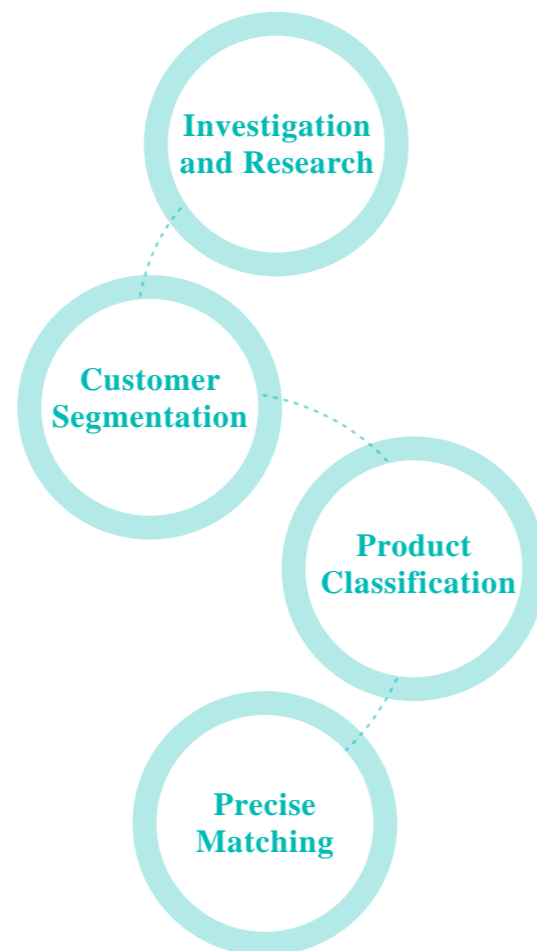 Investigation
and Research
Customer
Segmentation
Product
Classification
Precise
Matching